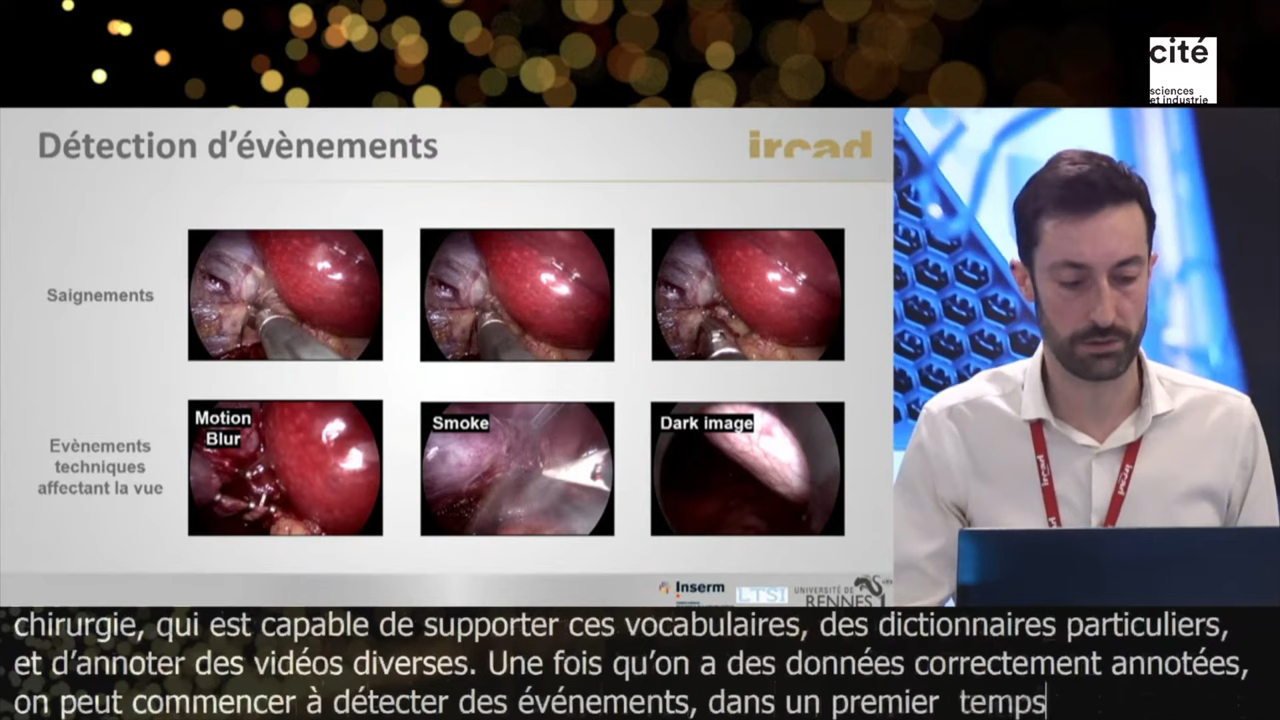 cité
sciences
et industrie
Détection d'évènements
ircad
Saignements
Motion
Blur
Smoke
Dark image
Evènements
techniques
affectant la vue
ircad
ircad
Inserm
LTSI
UNIVERSITÉ DE
RENNES 1
chirurgie, qui est capable de supporter ces vocabulaires, des dictionnaires particuliers,
et d'annoter des vidéos diverses. Une fois qu'on a des données correctement annotées,
on peut commencer à détecter des événements, dans un premier temps